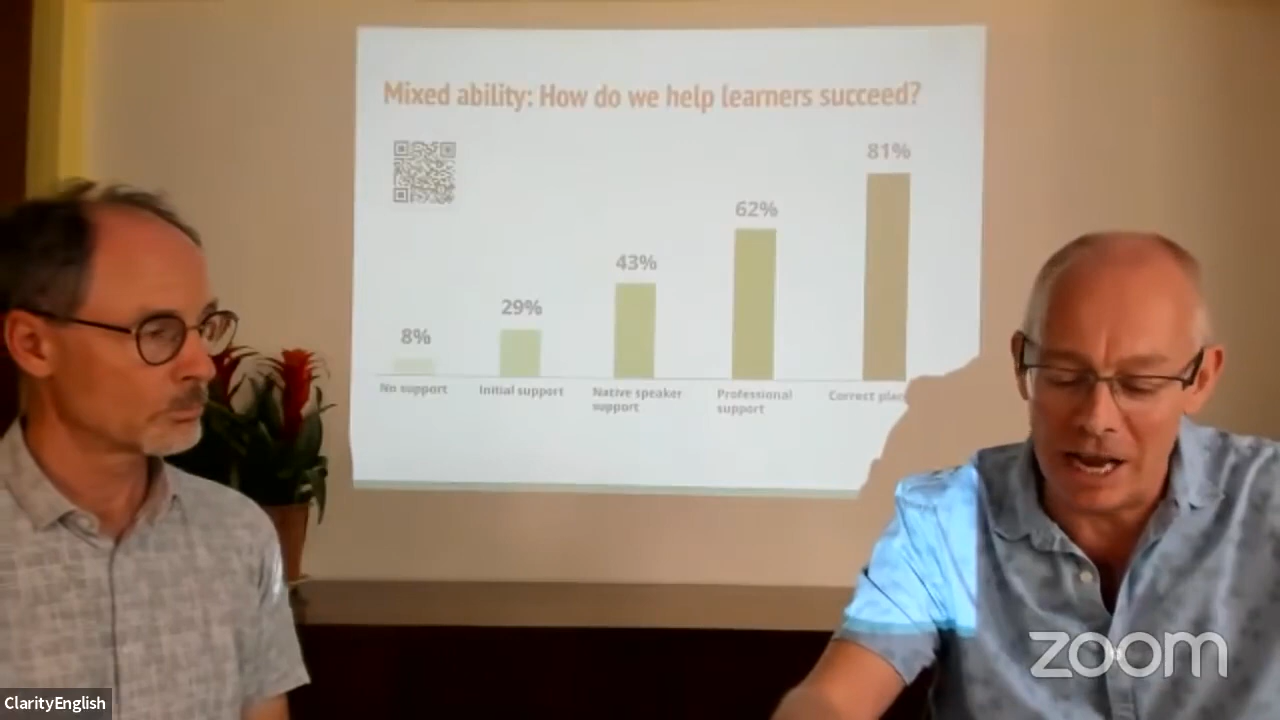 Mixed ability: How do we help learners succeed?
81%
62%
43%
29%
8%
No support
Initial support
Native speaker
support
Professional
support
Correct
zoom
ClarityEnglish